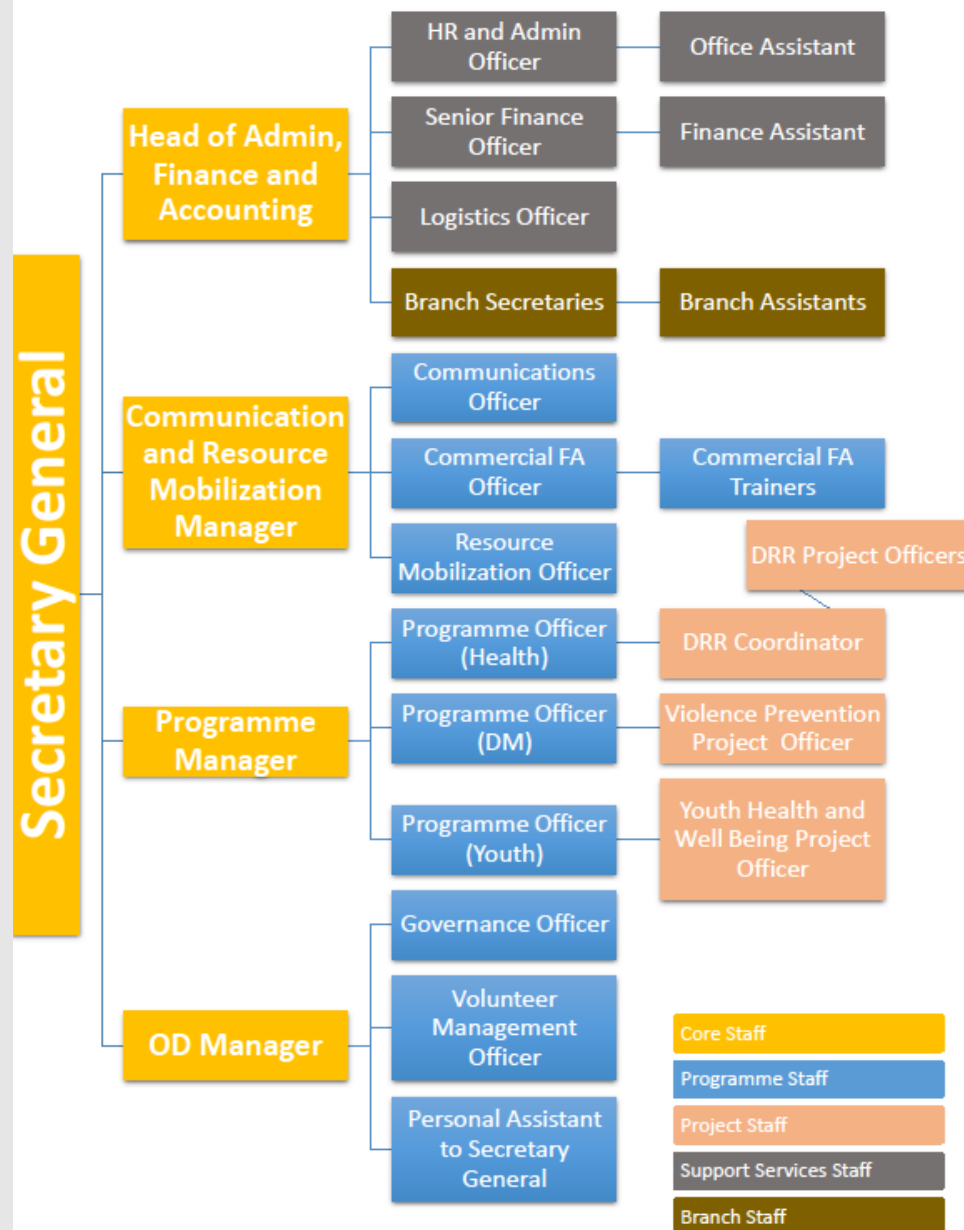 Secretary General
Head of Admin,
Finance and
Accounting
HR and Admin
Officer
Office Assistant
Senior Finance
Officer
Finance Assistant
Logistics Officer
Branch Secretaries
Branch Assistants
Communication
and Resource
Mobilization
Manager
Communications
Officer
Commercial FA
Officer
Commercial FA
Trainers
Resource
Mobilization Officer
Programme
Manager
Programme Officer
(Health)
DRR Coordinator
DRR Project Officers
Programme Officer
(DM)
Violence Prevention
Project Officer
Programme Officer
(Youth)
Youth Health and
Well Being Project
Officer
OD Manager
Governance Officer
Volunteer
Management
Officer
Personal Assistant
to Secretary
General
Core Staff
Programme Staff
Project Staff
Support Services Staff
Branch Staff